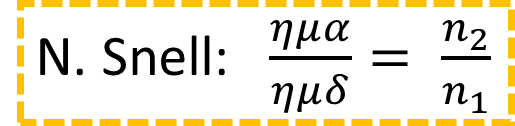 N. Snell: ημα/ημδ = n₂/n₁